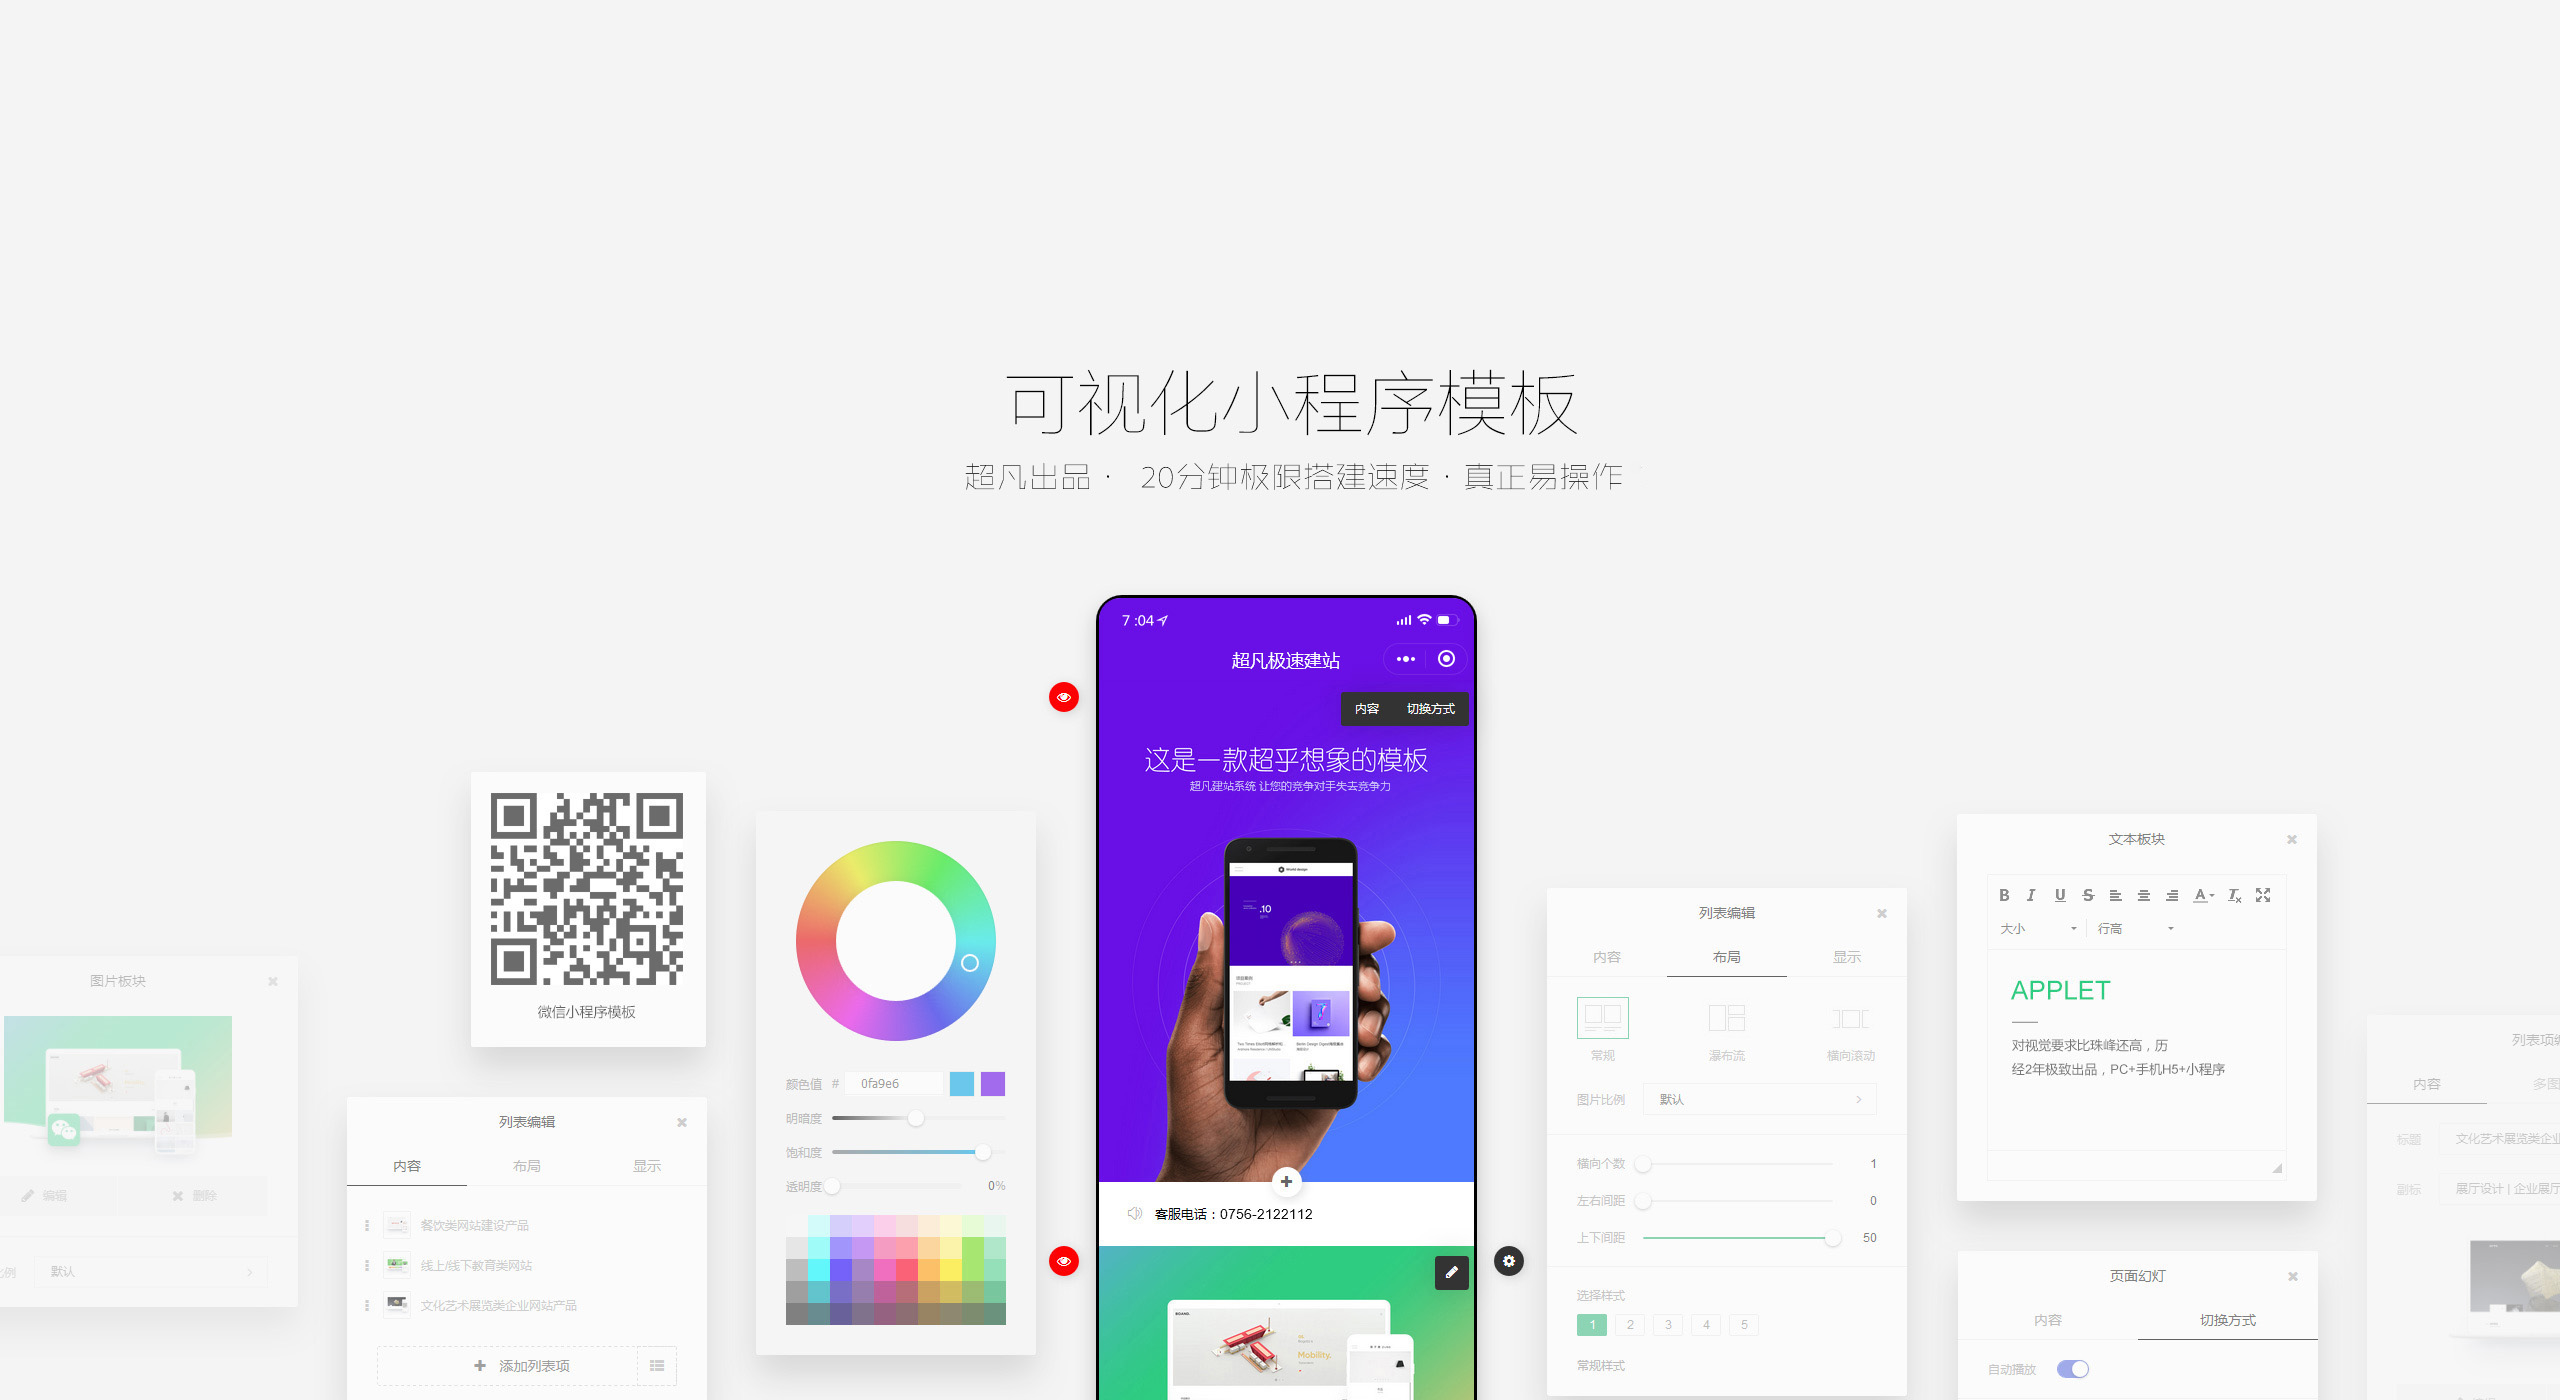 可视化小程序模板
超凡出品 · 20分钟极限搭建速度 · 真正易操作
7:04
超凡极速建站
内容 切换方式
这是一款超乎想象的模板
超凡建站系统 让您的竞争对手失去竞争力
.10
客服电话：0756-2122112
Mobility.
图片板块
编辑 删除
默认
微信小程序模板
列表编辑
内容 布局 显示
餐饮类网站建设产品
线上/线下教育类网站
文化艺术展览类企业网站产品
添加列表项
颜色值 # 0fa9e6
明暗度
饱和度
透明度 0%
列表编辑
内容 布局 显示
常规 瀑布流 横向滚动
图片比例 默认
横向个数 1
左右间距 0
上下间距 50
选择样式
1 2 3 4 5
常规样式
文本板块
B I U S A Tx
大小 行高
APPLET
对视觉要求比珠峰还高，历
经2年极致出品，PC+手机H5+小程序
页面幻灯
内容 切换方式
自动播放
列表项
内容 多图
标题 文化艺术展览类企业
副标 展厅设计 | 企业展厅